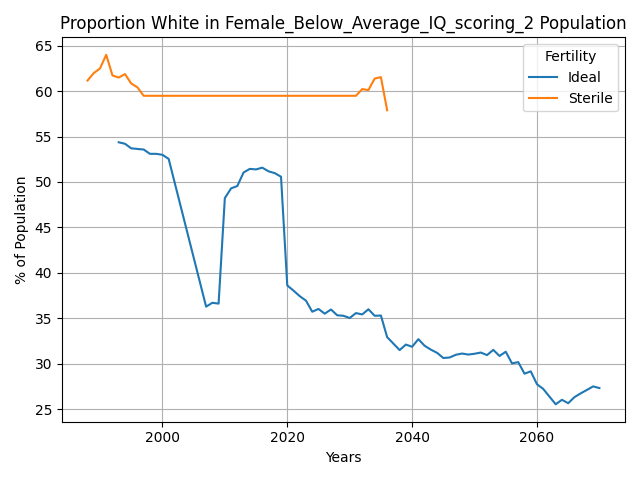 Proportion White in Female_Below_Average_IQ_scoring_2 Population
65
60
55
50
45
40
35
30
25
% of Population
Fertility
Ideal
Sterile
2000
2020
2040
2060
Years